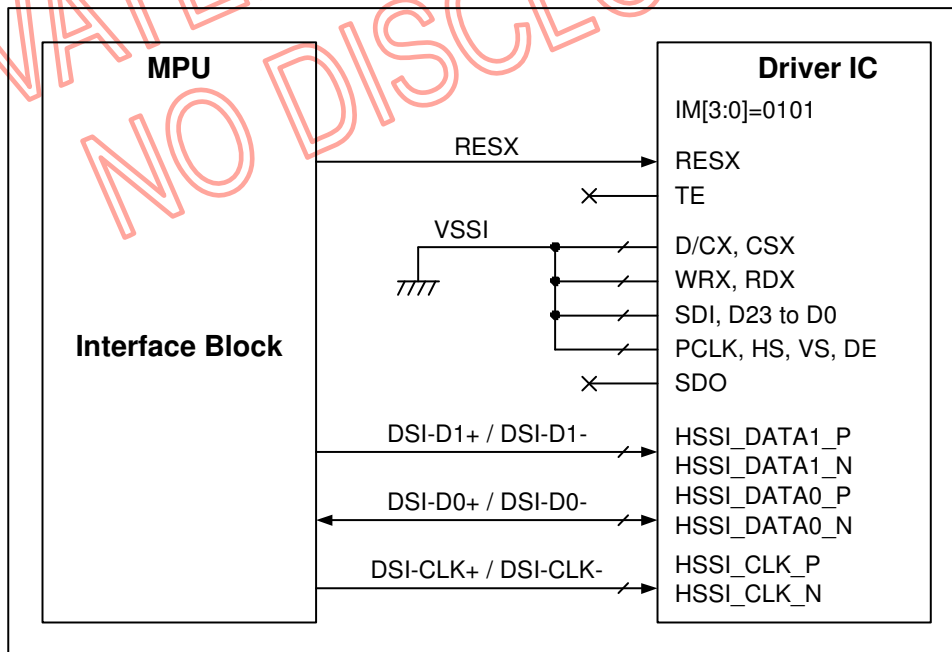 MPU
Driver IC
IM[3:0]=0101
RESX
RESX
TE
VSSI
D/CX, CSX
WRX, RDX
SDI, D23 to D0
Interface Block
PCLK, HS, VS, DE
SDO
DSI-D1+ / DSI-D1-
HSSI_DATA1_P
HSSI_DATA1_N
DSI-D0+ / DSI-D0-
HSSI_DATA0_P
HSSI_DATA0_N
DSI-CLK+ / DSI-CLK-
HSSI_CLK_P
HSSI_CLK_N
NO